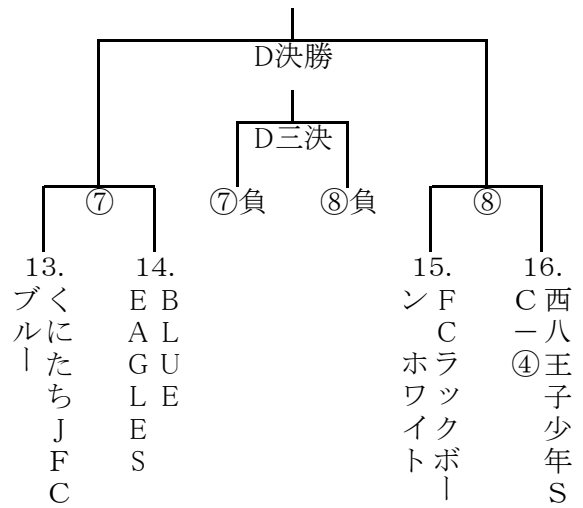 D決勝
D三決
⑦
⑦負
⑧負
⑧
13.
14.
15.
16.
くにたちJFC
ブルー
BLUE
EAGLES
FCラックボー
ン ホワイト
西八王子少年S
C－④